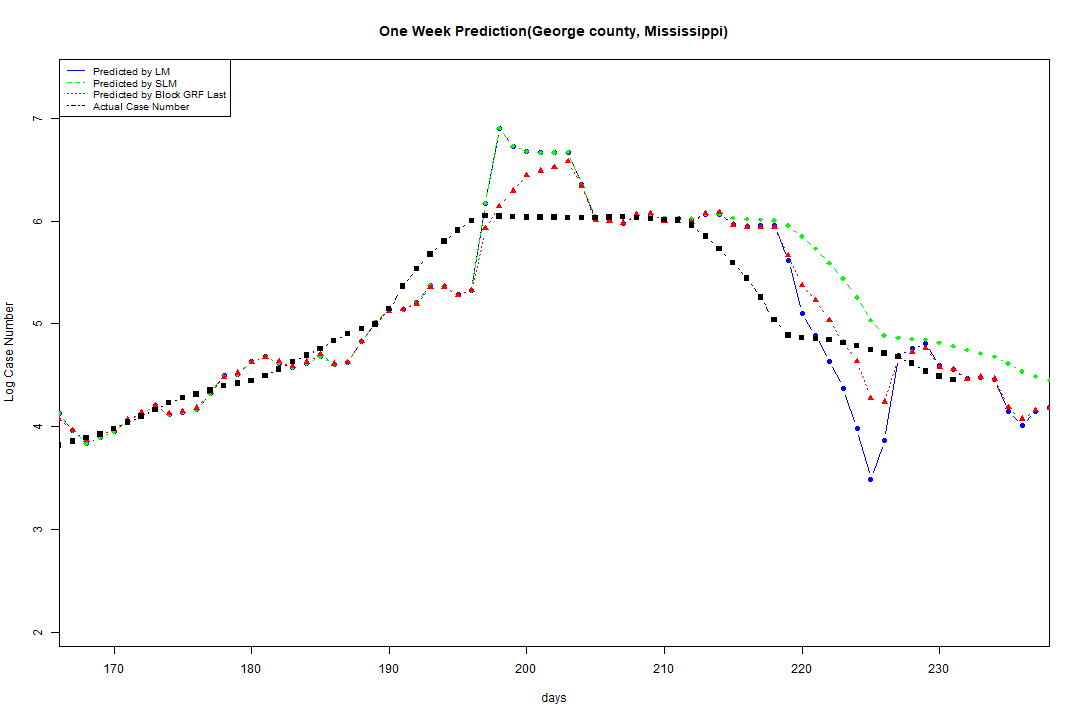 One Week Prediction(George county, Mississippi)
Predicted by LM
Predicted by SLM
Predicted by Block GRF Last
Actual Case Number
Log Case Number
7
6
5
4
3
2
170 180 190 200 210 220 230
days